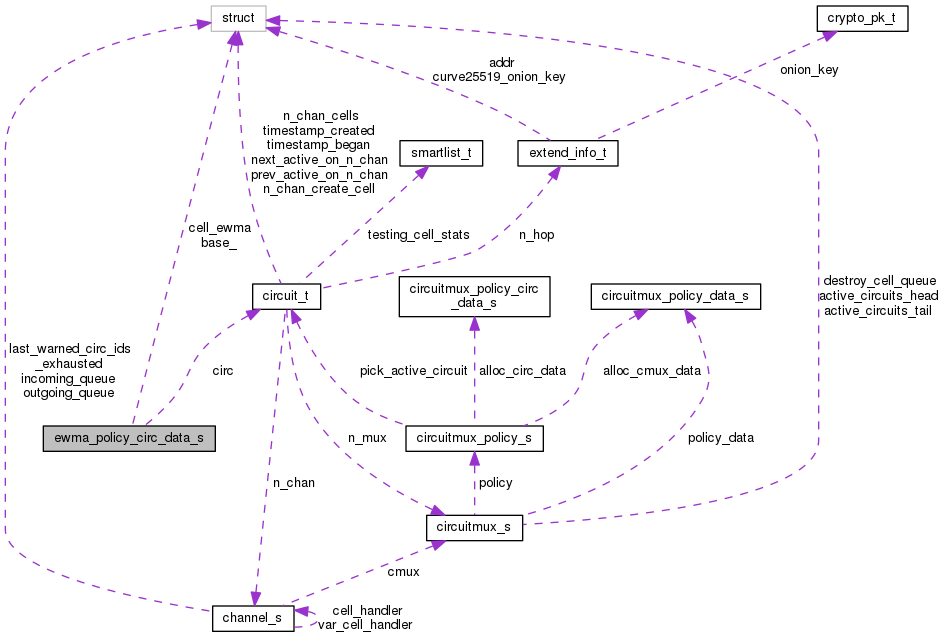 struct
crypto_pk_t
addr
curve25519_onion_key
onion_key
n_chan_cells
timestamp_created
timestamp_began
next_active_on_n_chan
prev_active_on_n_chan
n_chan_create_cell
smartlist_t
extend_info_t
cell_ewma
base_
testing_cell_stats
n_hop
circuit_t
circuitmux_policy_circ
_data_s
circuitmux_policy_data_s
destroy_cell_queue
active_circuits_head
active_circuits_tail
last_warned_circ_ids
_exhausted
incoming_queue
outgoing_queue
circ
pick_active_circuit
alloc_circ_data
alloc_cmux_data
ewma_policy_circ_data_s
n_mux
circuitmux_policy_s
policy_data
n_chan
policy
circuitmux_s
cmux
channel_s
cell_handler
var_cell_handler